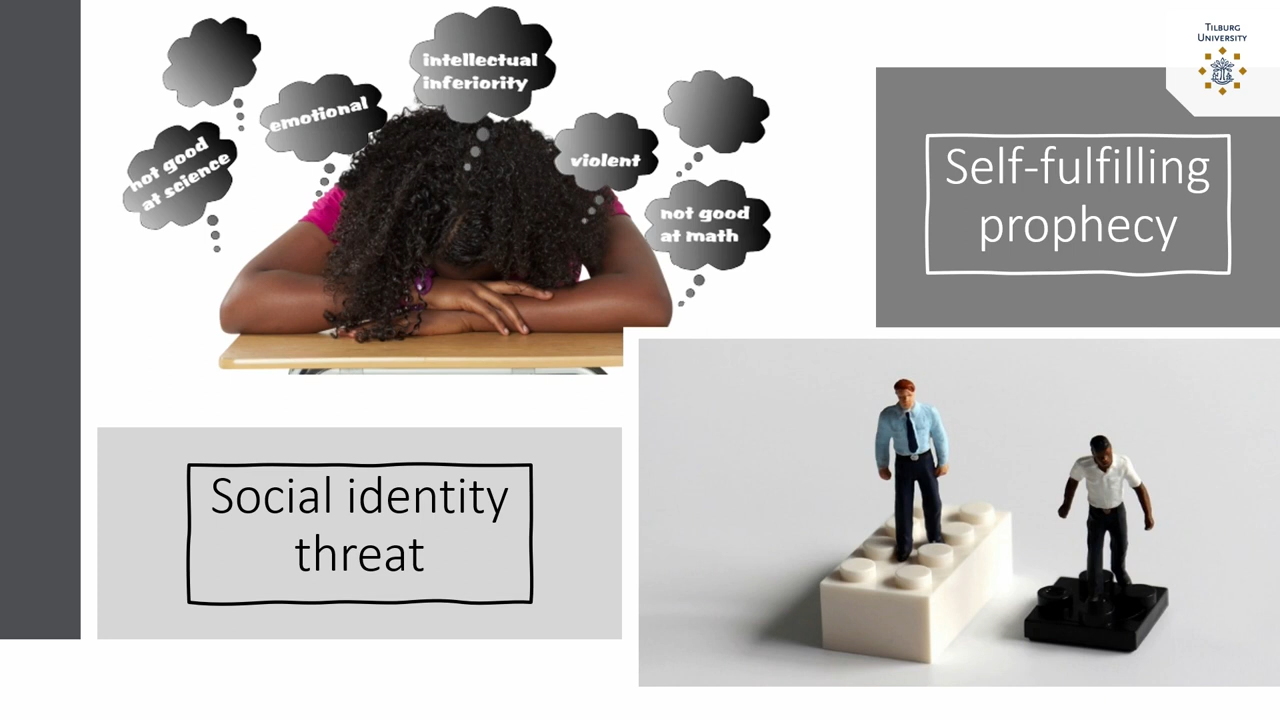 intellectual
inferiority
emotional
not good
at science
violent
not good
at math
TILBURG
UNIVERSITY
Self-fulfilling
prophecy
Social identity
threat